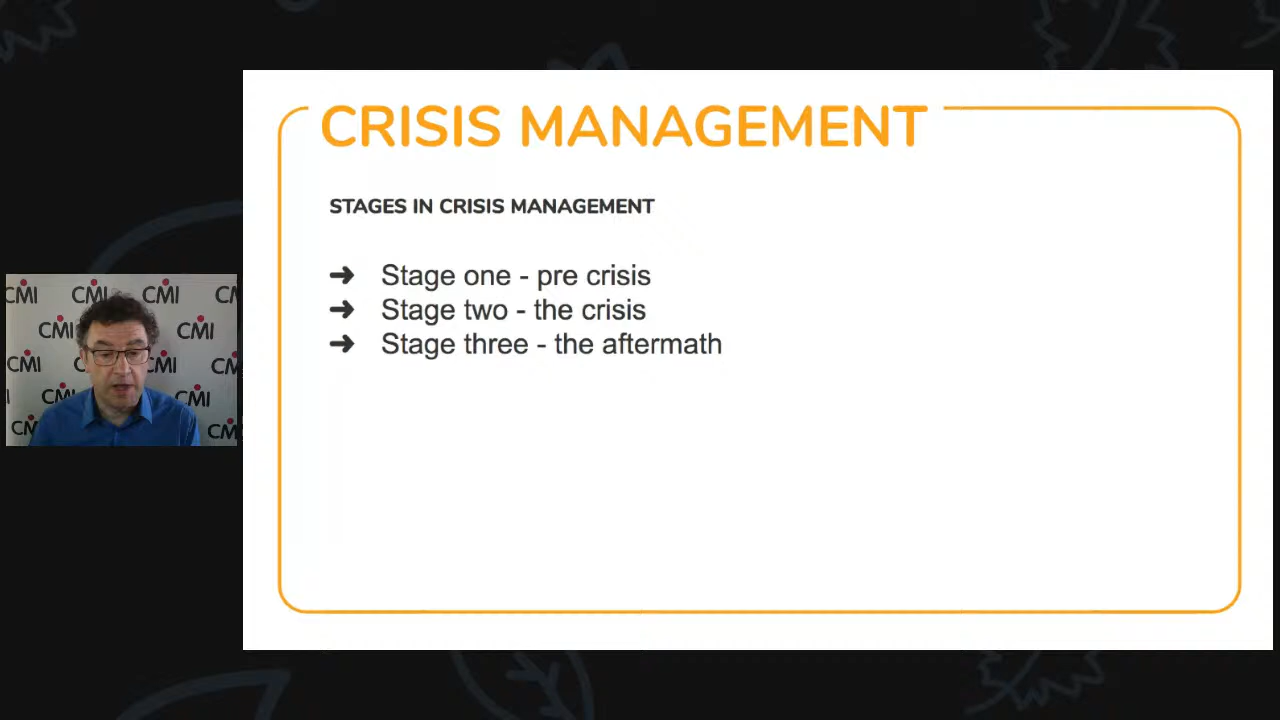 CRISIS MANAGEMENT
STAGES IN CRISIS MANAGEMENT
➔ Stage one - pre crisis
➔ Stage two - the crisis
➔ Stage three - the aftermath
CMI CMI CMI
CMI CMI
CMI CMI
CMI CMI